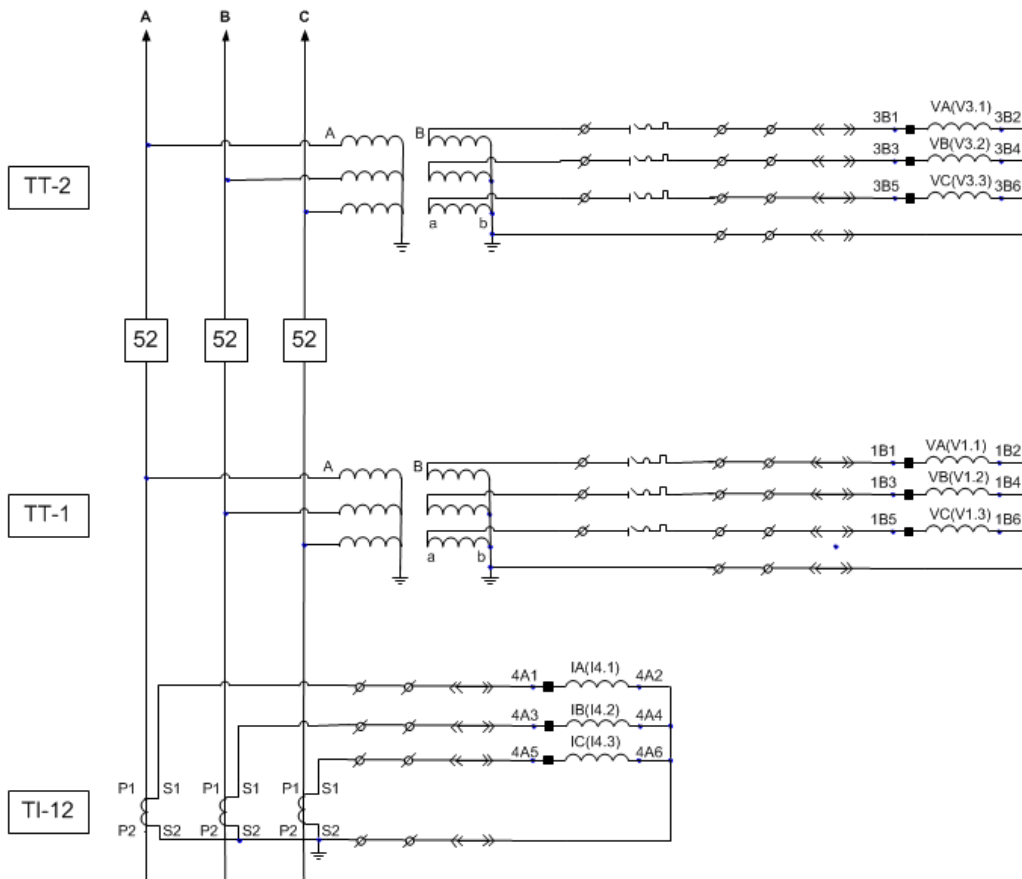 A B C
VA(V3.1)
A B 3B1 3B2
VB(V3.2)
3B3 3B4
TT-2
VC(V3.3)
3B5 3B6
a b
52 52 52
VA(V1.1)
A B 1B1 1B2
VB(V1.2)
1B3 1B4
TT-1
VC(V1.3)
1B5 1B6
a b
IA(I4.1)
4A1 4A2
IB(I4.2)
4A3 4A4
IC(I4.3)
4A5 4A6
P1 S1 P1 S1 P1 S1
TI-12
P2 S2 P2 S2 P2 S2